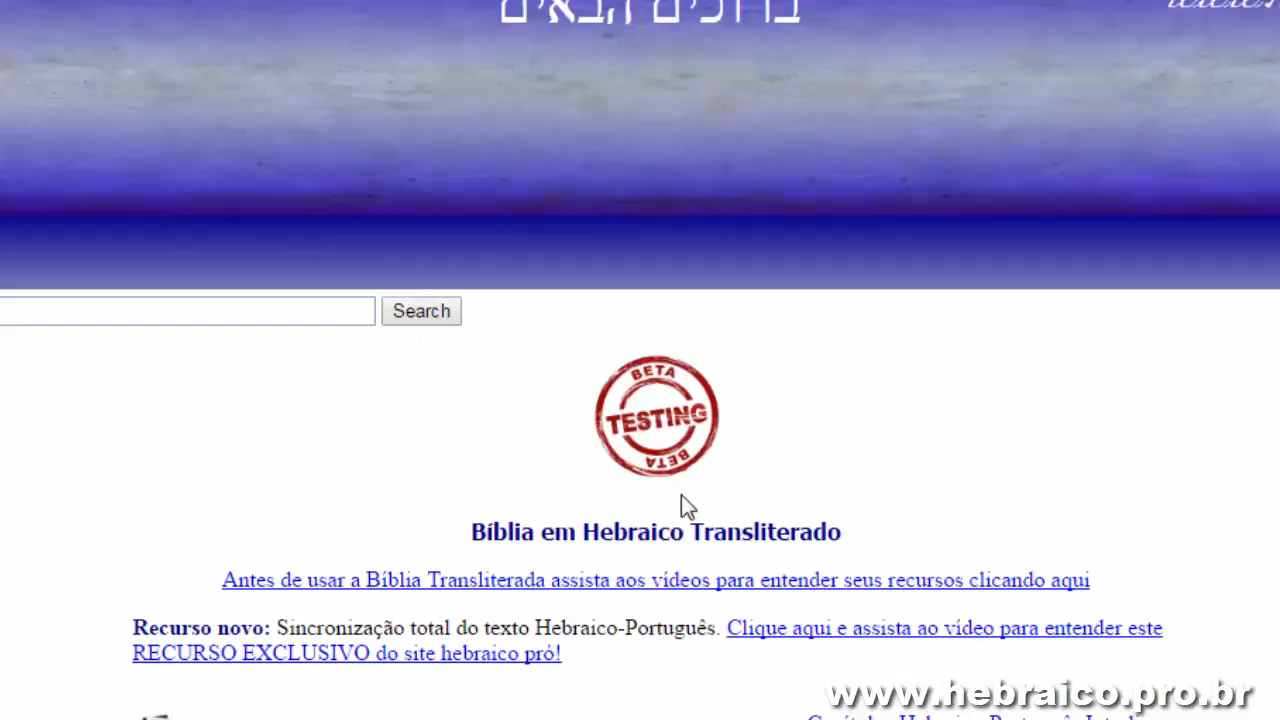 ברוכים הבאים
Search
BETA
TESTING
BETA
Bíblia em Hebraico Transliterado
Antes de usar a Bíblia Transliterada assista aos vídeos para entender seus recursos clicando aqui
Recurso novo: Sincronização total do texto Hebraico-Português. Clique aqui e assista ao vídeo para entender este
RECURSO EXCLUSIVO do site hebraico pró!
www.hebraico.pro.br